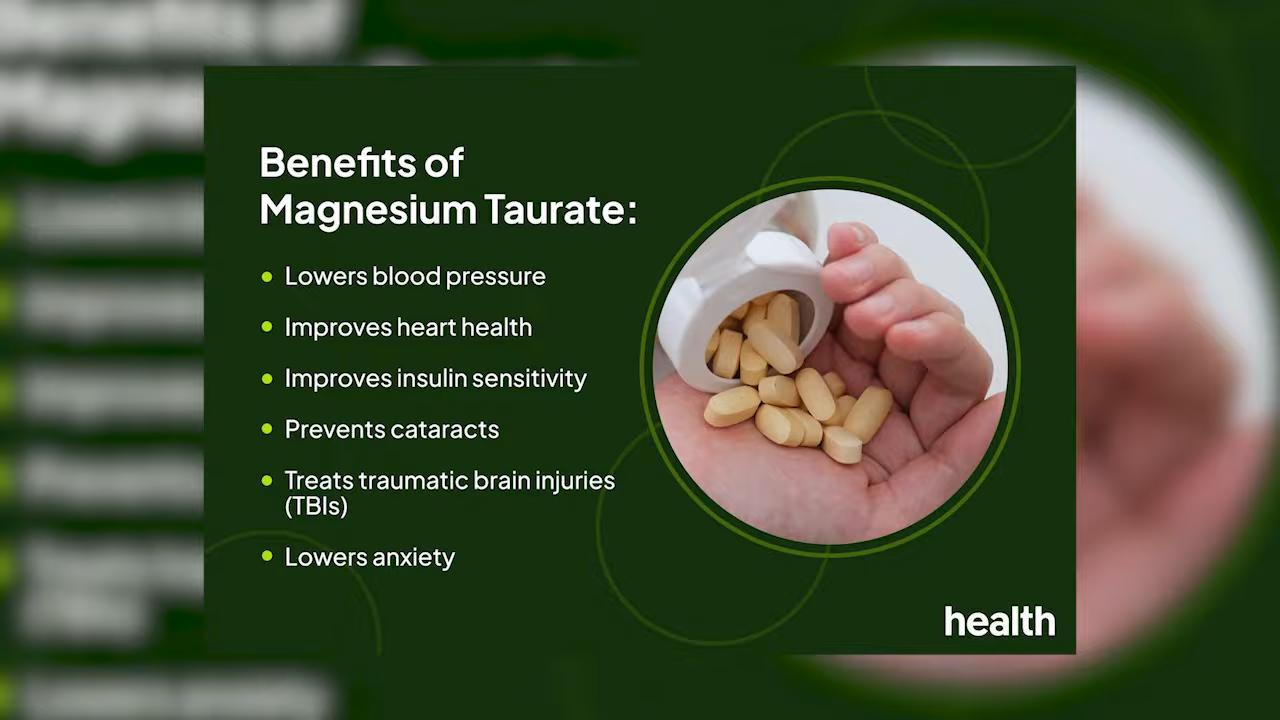 Benefits of
Magnesium Taurate:
Lowers blood pressure
Improves heart health
Improves insulin sensitivity
Prevents cataracts
Treats traumatic brain injuries
(TBIs)
Lowers anxiety
health